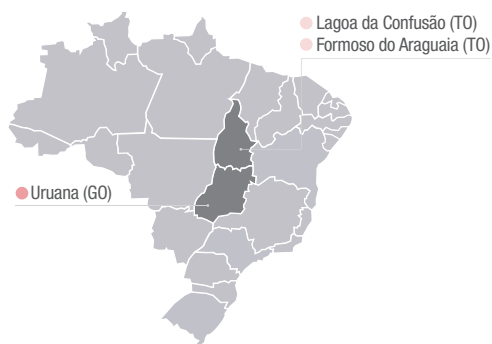 Lagoa da Confusão (TO)
Formoso do Araguaia (TO)
Uruana (GO)